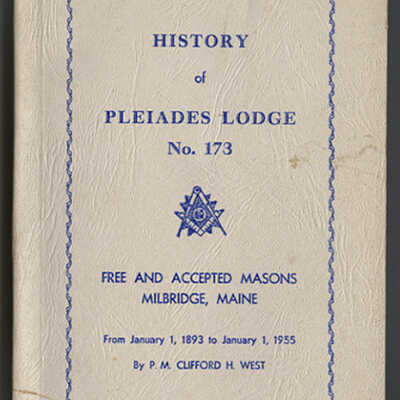 HISTORY
of
PLEIADES LODGE
No. 173
G
FREE AND ACCEPTED MASONS
MILBRIDGE, MAINE
From January 1, 1893 to January 1, 1955
By P. M. CLIFFORD H. WEST